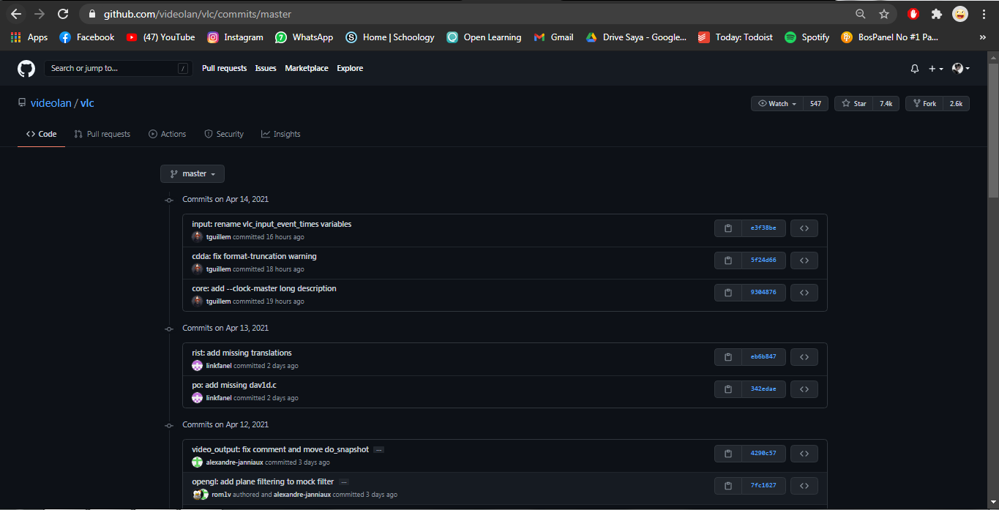 github.com/videolan/vlc/commits/master
Apps Facebook (47) YouTube Instagram WhatsApp Home | Schoology Open Learning Gmail Drive Saya - Google... Today: Todoist Spotify BosPanel No #1 Pa... »
Search or jump to... / Pull requests Issues Marketplace Explore
videolan / vlc Watch 547 Star 7.4k Fork 2.6k
Code Pull requests Actions Security Insights
master
Commits on Apr 14, 2021
input: rename vlc_input_event_times variables
tguillem committed 16 hours ago
e3f38be
cdda: fix format-truncation warning
tguillem committed 18 hours ago
5f24d66
core: add --clock-master long description
tguillem committed 19 hours ago
9304876
Commits on Apr 13, 2021
rist: add missing translations
linkfanel committed 2 days ago
eb6b847
po: add missing dav1d.c
linkfanel committed 2 days ago
342edae
Commits on Apr 12, 2021
video_output: fix comment and move do_snapshot ...
alexandre-janniaux committed 3 days ago
4290c57
opengl: add plane filtering to mock filter ...
rom1v authored and alexandre-janniaux committed 3 days ago
7fc1627